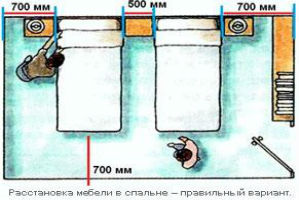 700 мм 500 мм 700 мм
700 мм
Расстановка мебели в спальне – правильный вариант.